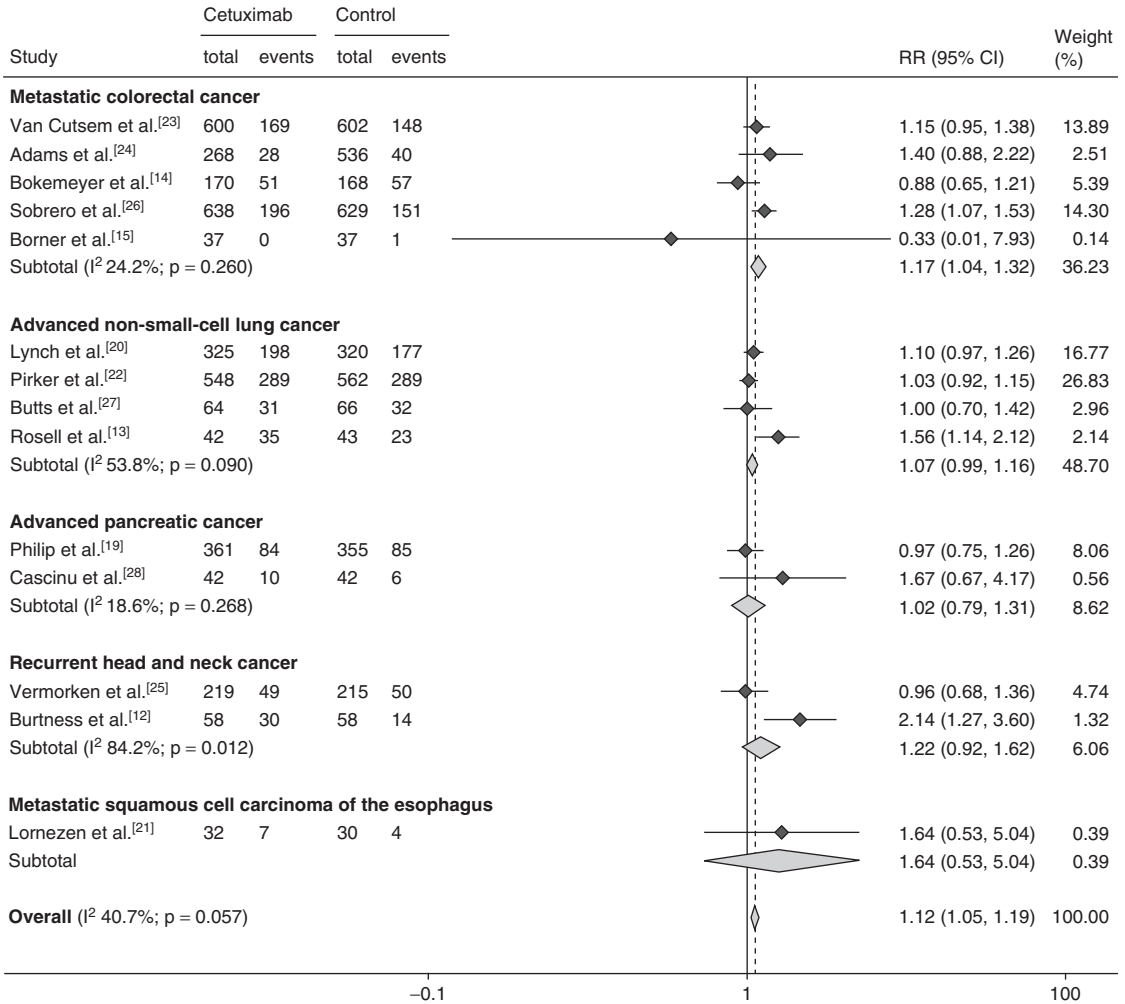 Cetuximab Control
Weight
Study total events total events RR (95% CI) (%)
Metastatic colorectal cancer
Van Cutsem et al.[23] 600 169 602 148 1.15 (0.95, 1.38) 13.89
Adams et al.[24] 268 28 536 40 1.40 (0.88, 2.22) 2.51
Bokemeyer et al.[14] 170 51 168 57 0.88 (0.65, 1.21) 5.39
Sobrero et al.[26] 638 196 629 151 1.28 (1.07, 1.53) 14.30
Borner et al.[15] 37 0 37 1 0.33 (0.01, 7.93) 0.14
Subtotal (I² 24.2%; p = 0.260) 1.17 (1.04, 1.32) 36.23
Advanced non-small-cell lung cancer
Lynch et al.[20] 325 198 320 177 1.10 (0.97, 1.26) 16.77
Pirker et al.[22] 548 289 562 289 1.03 (0.92, 1.15) 26.83
Butts et al.[27] 64 31 66 32 1.00 (0.70, 1.42) 2.96
Rosell et al.[13] 42 35 43 23 1.56 (1.14, 2.12) 2.14
Subtotal (I² 53.8%; p = 0.090) 1.07 (0.99, 1.16) 48.70
Advanced pancreatic cancer
Philip et al.[19] 361 84 355 85 0.97 (0.75, 1.26) 8.06
Cascinu et al.[28] 42 10 42 6 1.67 (0.67, 4.17) 0.56
Subtotal (I² 18.6%; p = 0.268) 1.02 (0.79, 1.31) 8.62
Recurrent head and neck cancer
Vermorken et al.[25] 219 49 215 50 0.96 (0.68, 1.36) 4.74
Burtness et al.[12] 58 30 58 14 2.14 (1.27, 3.60) 1.32
Subtotal (I² 84.2%; p = 0.012) 1.22 (0.92, 1.62) 6.06
Metastatic squamous cell carcinoma of the esophagus
Lornezen et al.[21] 32 7 30 4 1.64 (0.53, 5.04) 0.39
Subtotal 1.64 (0.53, 5.04) 0.39
Overall (I² 40.7%; p = 0.057) 1.12 (1.05, 1.19) 100.00
−0.1 1 100